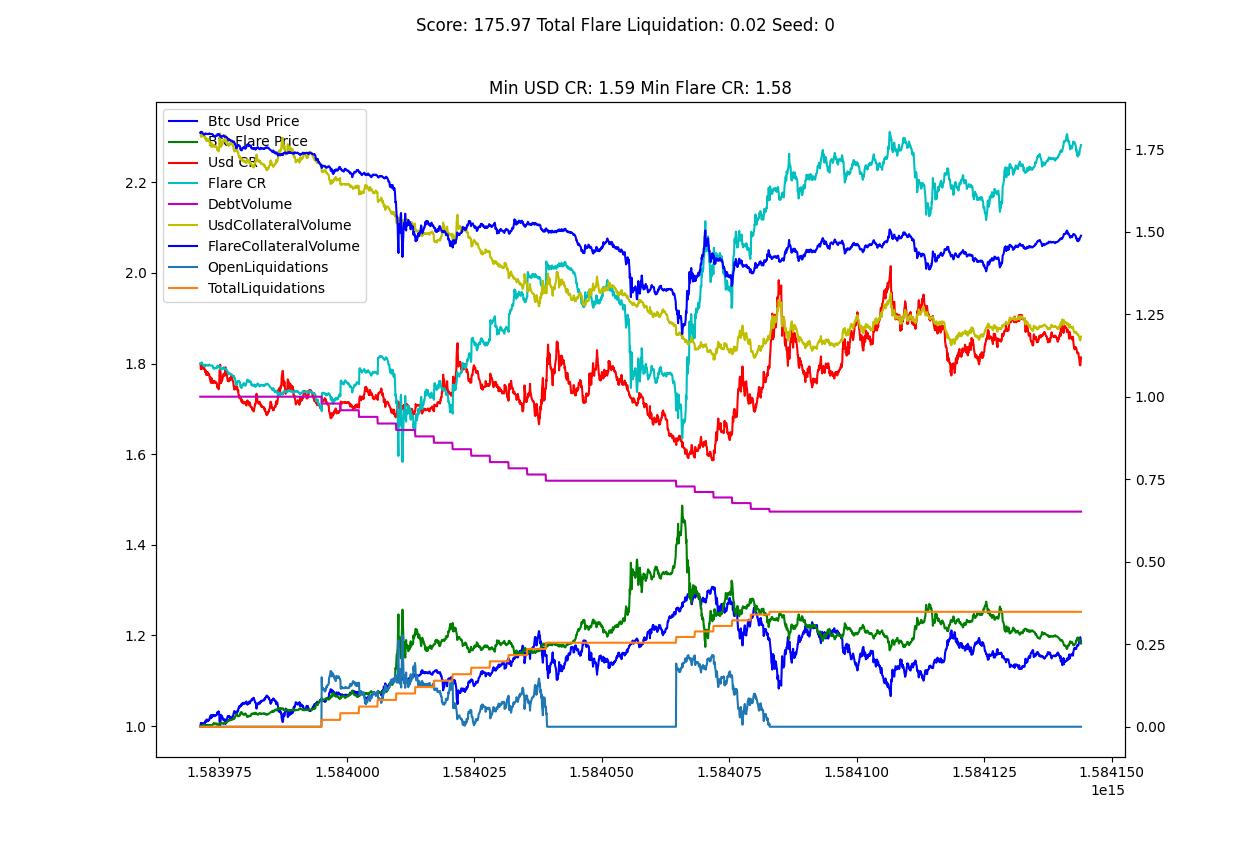 Score: 175.97 Total Flare Liquidation: 0.02 Seed: 0
Min USD CR: 1.59 Min Flare CR: 1.58
Btc Usd Price
Btc Flare Price
Usd CR
Flare CR
DebtVolume
UsdCollateralVolume
FlareCollateralVolume
OpenLiquidations
TotalLiquidations
2.2
2.0
1.8
1.6
1.4
1.2
1.0
1.75
1.50
1.25
1.00
0.75
0.50
0.25
0.00
1.583975 1.584000 1.584025 1.584050 1.584075 1.584100 1.584125 1.584150
1e15